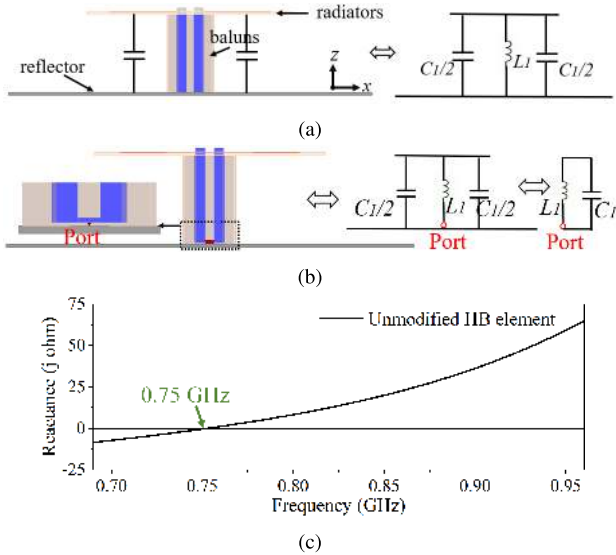 radiators
baluns
reflector
z
x
⇔
C1/2
L1
C1/2
(a)
Port
⇔
C1/2
L1
C1/2
Port
⇔
L1
C1
Port
(b)
Reactance (j ohm)
75
50
25
0
-25
Unmodified HB element
0.75 GHz
0.70 0.75 0.80 0.85 0.90 0.95
Frequency (GHz)
(c)